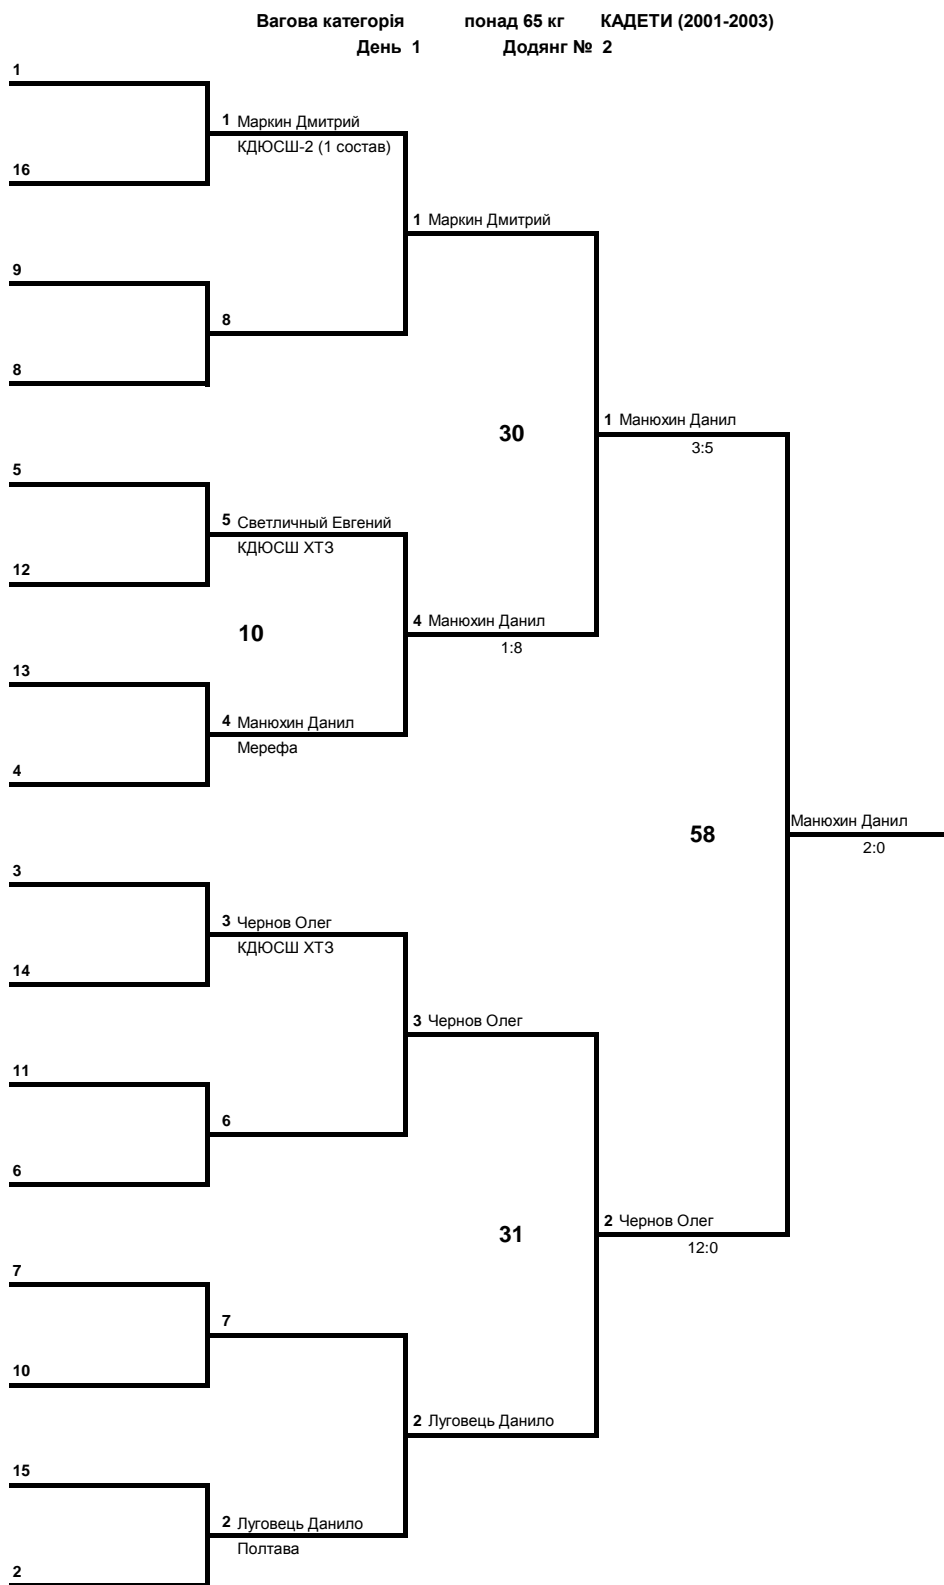 Вагова категорія понад 65 кг КАДЕТИ (2001-2003)
День 1 Додянг № 2
1
1 Маркин Дмитрий
КДЮСШ-2 (1 состав)
16
1 Маркин Дмитрий
9
8
8
30
1 Манюхин Данил
3:5
5
5 Светличный Евгений
КДЮСШ ХТЗ
12
10
4 Манюхин Данил
1:8
13
4 Манюхин Данил
Мерефа
4
58
Манюхин Данил
2:0
3
3 Чернов Олег
КДЮСШ ХТЗ
14
3 Чернов Олег
11
6
6
31
2 Чернов Олег
12:0
7
7
10
2 Луговець Данило
15
2 Луговець Данило
Полтава
2